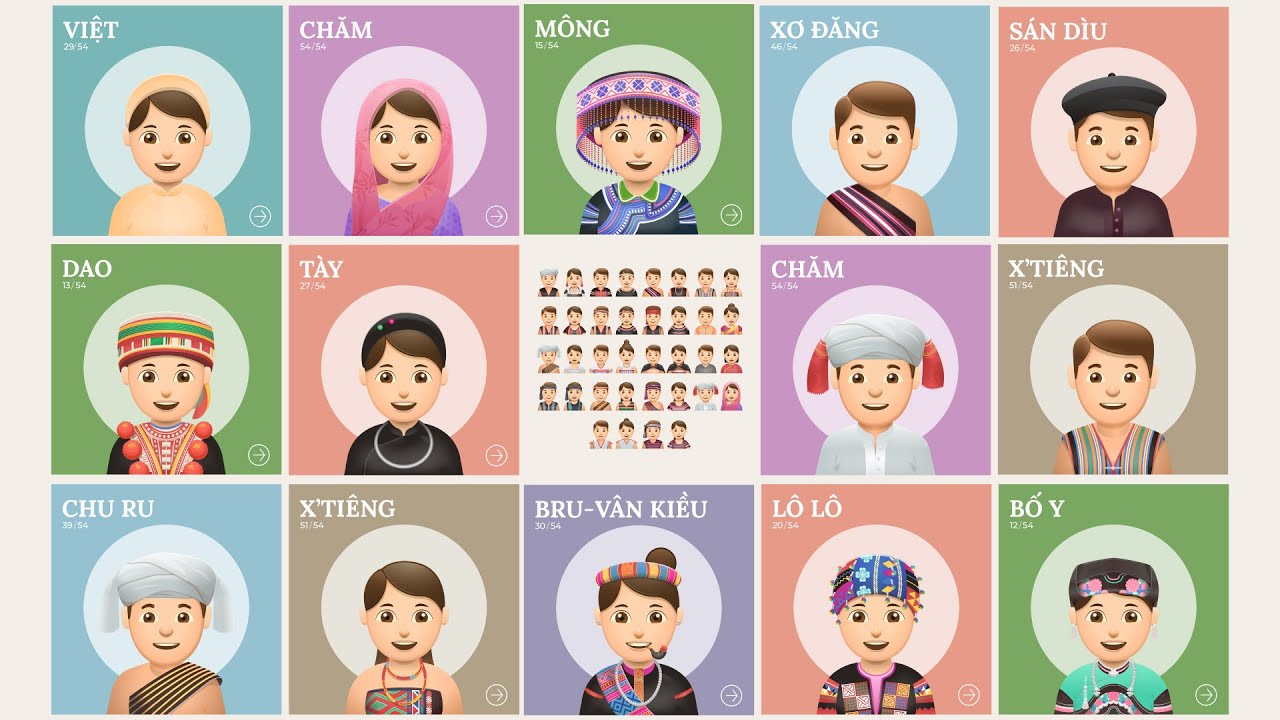 VIỆT
29/54
CHĂM
54/54
MÔNG
15/54
XƠ ĐĂNG
46/54
SÁN DÌU
26/54
DAO
13/54
TÀY
27/54
CHĂM
54/54
X'TIÊNG
51/54
CHU RU
39/54
X'TIÊNG
51/54
BRU-VÂN KIỀU
30/54
LÔ LÔ
20/54
BỐ Y
12/54